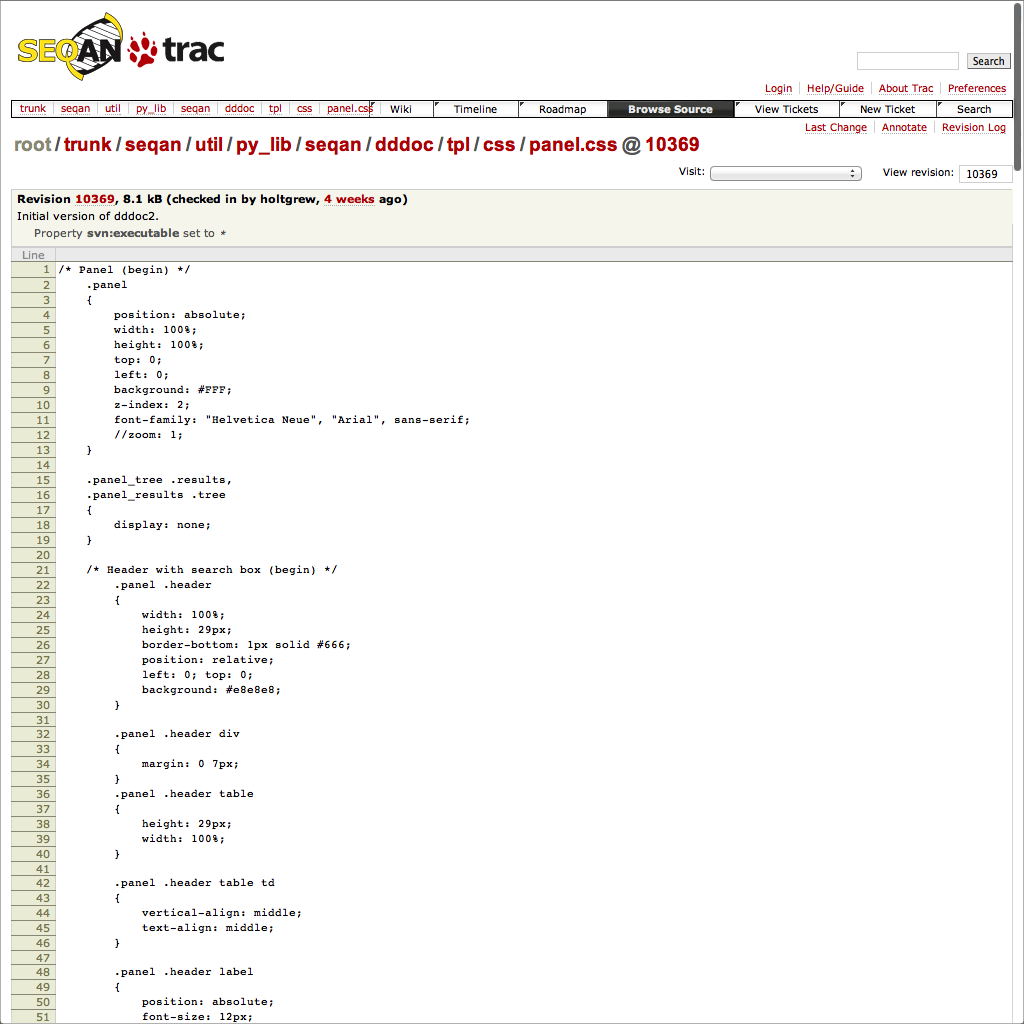 SEQAN trac
Search
Login Help/Guide About Trac Preferences
trunk seqan util py_lib seqan dddoc tpl css panel.css Wiki Timeline Roadmap Browse Source View Tickets New Ticket Search
Last Change Annotate Revision Log
root / trunk / seqan / util / py_lib / seqan / dddoc / tpl / css / panel.css @ 10369
Visit: View revision: 10369
Revision 10369, 8.1 kB (checked in by holtgrew, 4 weeks ago)
Initial version of dddoc2.
Property svn:executable set to *
Line
1 /* Panel (begin) */
2 .panel
3 {
4 position: absolute;
5 width: 100%;
6 height: 100%;
7 top: 0;
8 left: 0;
9 background: #FFF;
10 z-index: 2;
11 font-family: "Helvetica Neue", "Arial", sans-serif;
12 //zoom: 1;
13 }
14
15 .panel_tree .results,
16 .panel_results .tree
17 {
18 display: none;
19 }
20
21 /* Header with search box (begin) */
22 .panel .header
23 {
24 width: 100%;
25 height: 29px;
26 border-bottom: 1px solid #666;
27 position: relative;
28 left: 0; top: 0;
29 background: #e8e8e8;
30 }
31
32 .panel .header div
33 {
34 margin: 0 7px;
35 }
36 .panel .header table
37 {
38 height: 29px;
39 width: 100%;
40 }
41
42 .panel .header table td
43 {
44 vertical-align: middle;
45 text-align: middle;
46 }
47
48 .panel .header label
49 {
50 position: absolute;
51 font-size: 12px;